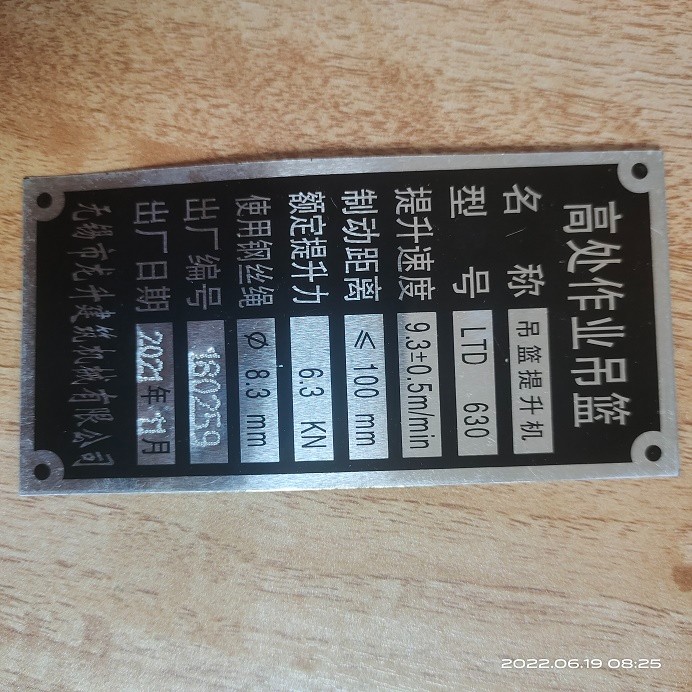 高处作业吊篮
名 称 吊篮提升机
型 号 LTD 630
提升速度 9.3±0.5m/min
制动距离 ≤ 100 mm
额定提升力 6.3 KN
使用钢丝绳 Ø 8.3 mm
出厂编号 180259
出厂日期 2021年11月
无锡市龙升建筑机械有限公司
2022.06.19 08:25